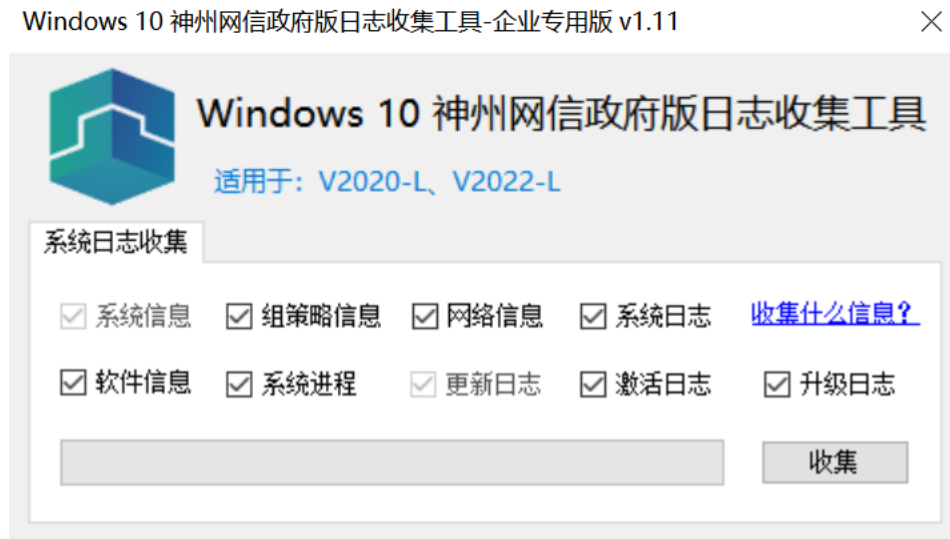 Windows 10 神州网信政府版日志收集工具-企业专用版 v1.11
Windows 10 神州网信政府版日志收集工具
适用于：V2020-L、V2022-L
系统日志收集
系统信息 组策略信息 网络信息 系统日志 收集什么信息？
软件信息 系统进程 更新日志 激活日志 升级日志
收集